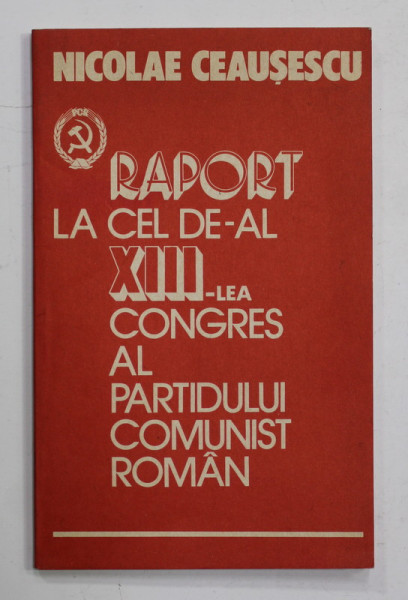 NICOLAE CEAUȘESCU
PCR
RAPORT
LA CEL DE-AL
XIII-LEA
CONGRES
AL
PARTIDULUI
COMUNIST
ROMÂN